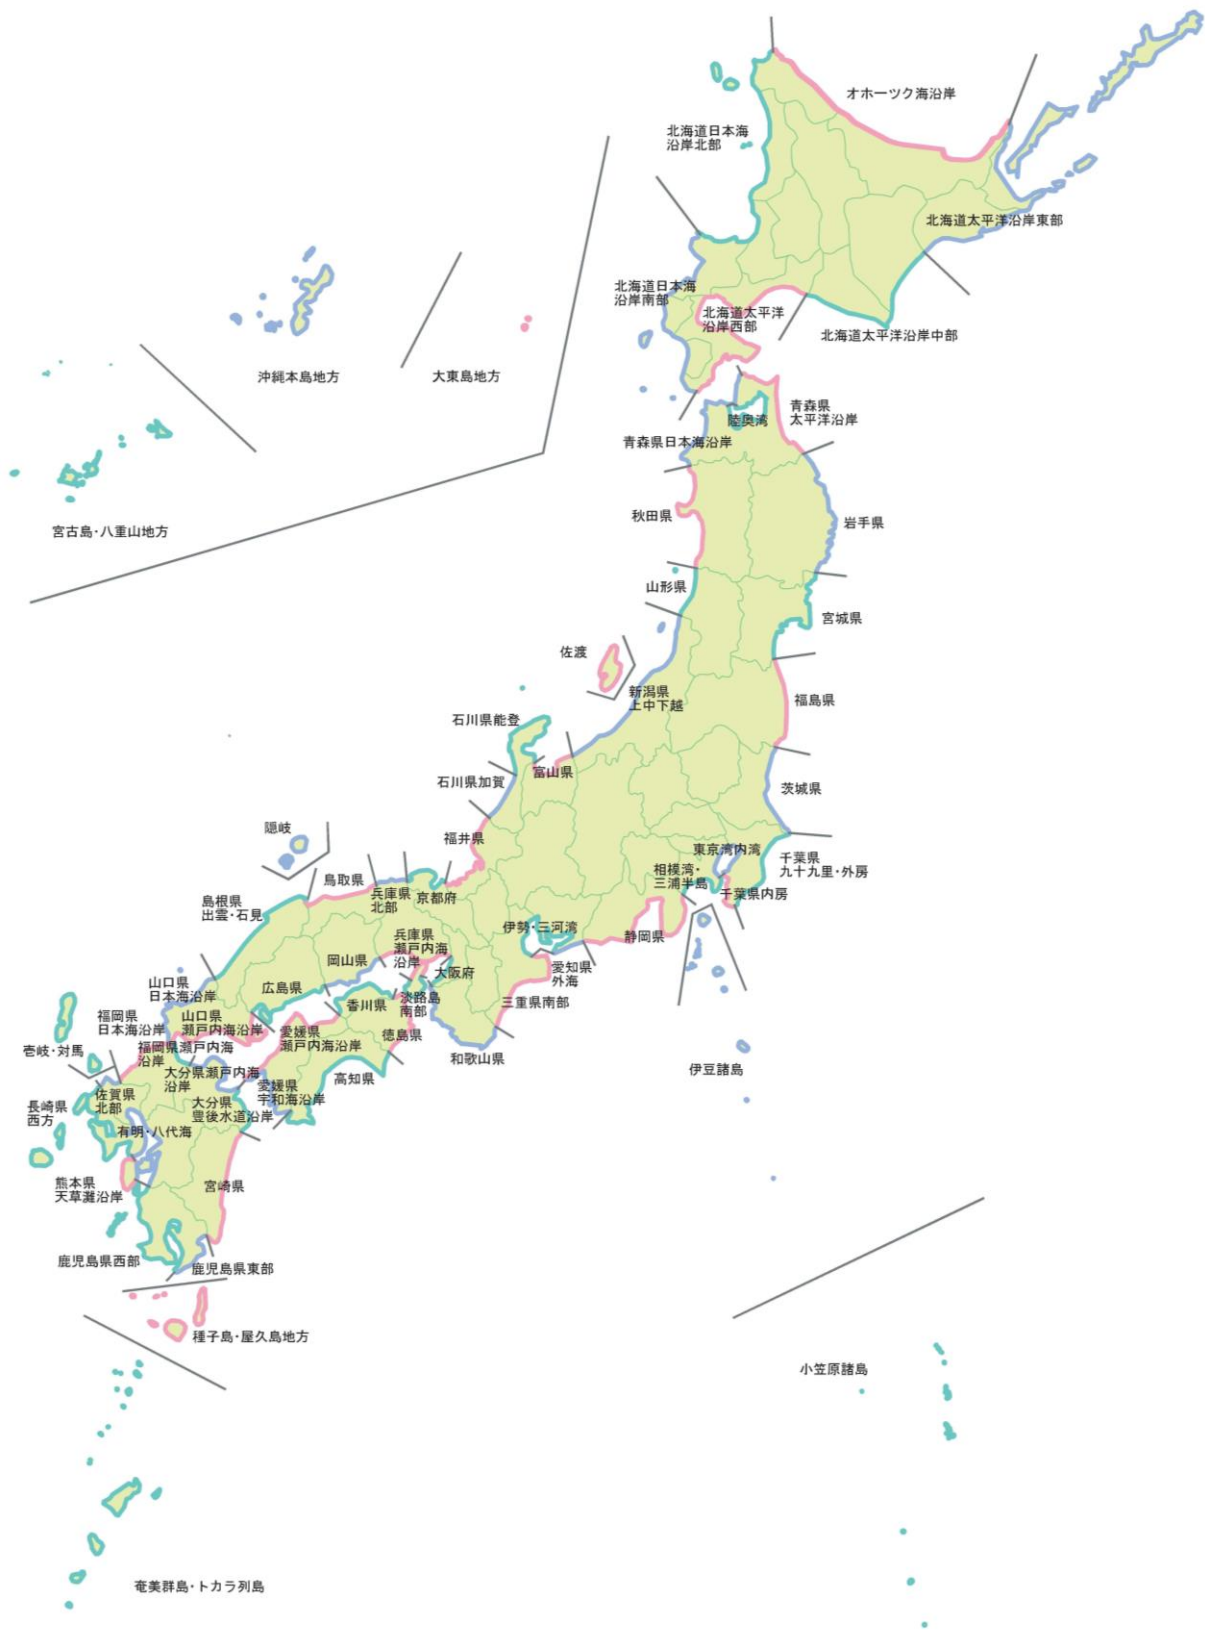 オホーツク海沿岸
北海道日本海
沿岸北部
北海道太平洋沿岸東部
北海道日本海
沿岸南部
北海道太平洋
沿岸西部
北海道太平洋沿岸中部
沖縄本島地方
大東島地方
青森県
太平洋沿岸
陸奥湾
青森県日本海沿岸
宮古島・八重山地方
秋田県
岩手県
山形県
宮城県
佐渡
新潟県
上中下越
福島県
石川県能登
富山県
石川県加賀
茨城県
隠岐
福井県
東京湾内湾
千葉県
九十九里・外房
相模湾・
三浦半島
千葉県内房
鳥取県
兵庫県
北部
京都府
島根県
出雲・石見
伊勢・三河湾
静岡県
兵庫県
瀬戸内海
沿岸
岡山県
大阪府
愛知県
外海
山口県
日本海沿岸
広島県
淡路島
南部
香川県
三重県南部
福岡県
日本海沿岸
山口県
瀬戸内海沿岸
愛媛県
瀬戸内海沿岸
徳島県
壱岐・対馬
福岡県瀬戸内海
沿岸
和歌山県
大分県瀬戸内海
沿岸
高知県
伊豆諸島
佐賀県
北部
愛媛県
宇和海沿岸
長崎県
西方
大分県
豊後水道沿岸
有明・八代海
熊本県
天草灘沿岸
宮崎県
鹿児島県西部
鹿児島県東部
種子島・屋久島地方
小笠原諸島
奄美群島・トカラ列島